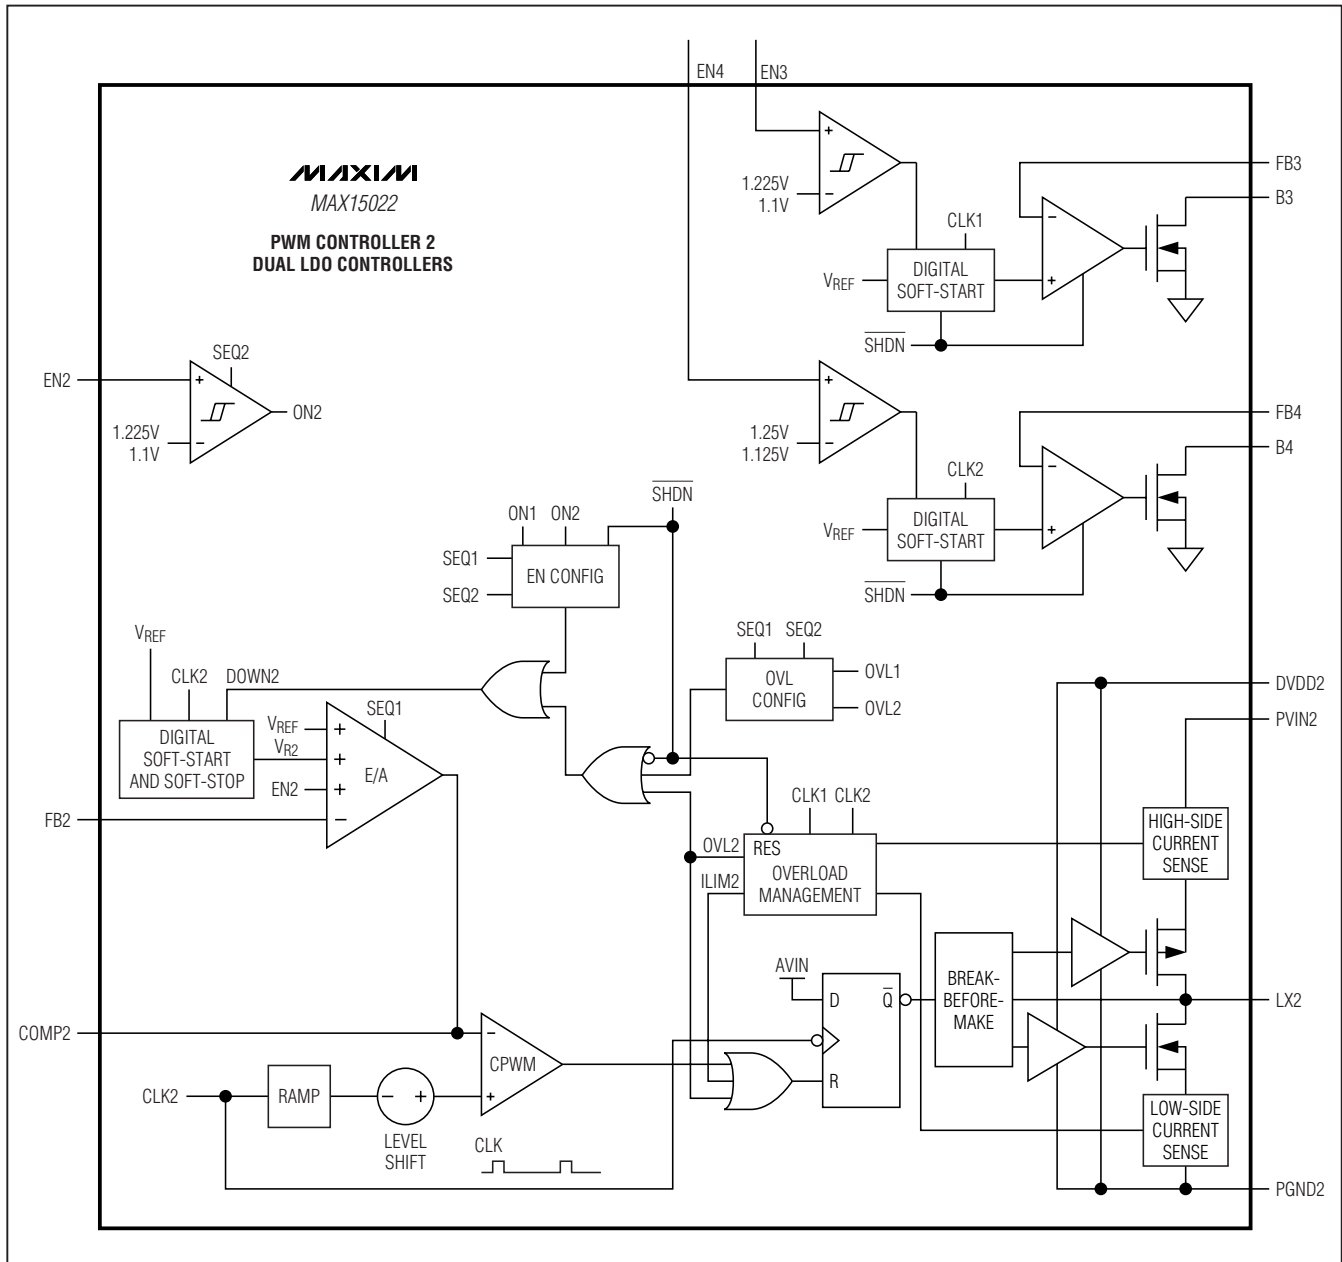 EN4
EN3
MAXIM
MAX15022
PWM CONTROLLER 2
DUAL LDO CONTROLLERS
+
1.225V
1.1V
−
CLK1
VREF
DIGITAL
SOFT-START
SHDN
−
+
FB3
B3
EN2
SEQ2
+
ON2
1.225V
1.1V
−
+
1.25V
1.125V
−
CLK2
VREF
DIGITAL
SOFT-START
SHDN
−
+
FB4
B4
SHDN
ON1
ON2
SEQ1
SEQ2
EN CONFIG
VREF
CLK2
DOWN2
DIGITAL
SOFT-START
AND SOFT-STOP
SEQ1
VREF
+
VR2
+
E/A
EN2
+
FB2
−
SEQ1
SEQ2
OVL
CONFIG
OVL1
OVL2
DVDD2
PVIN2
CLK1
CLK2
OVL2
ILIM2
RES
OVERLOAD
MANAGEMENT
HIGH-SIDE
CURRENT
SENSE
AVIN
D
Q
R
BREAK-
BEFORE-
MAKE
LX2
COMP2
−
CPWM
+
CLK2
RAMP
−
+
LEVEL
SHIFT
CLK
LOW-SIDE
CURRENT
SENSE
PGND2